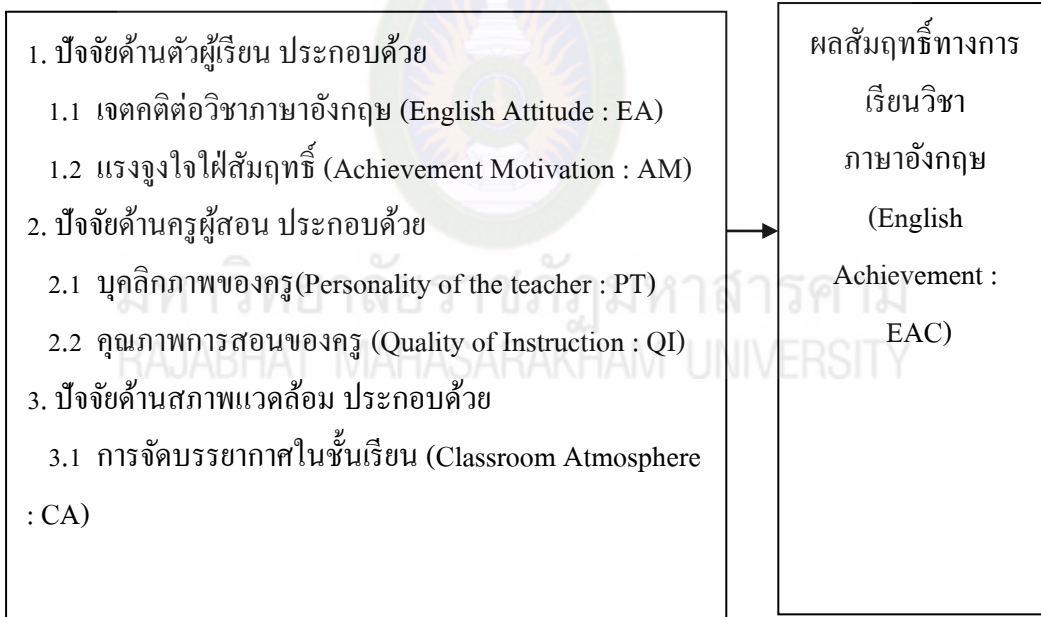 1. ปัจจัยด้านตัวผู้เรียน ประกอบด้วย
1.1 เจตคติต่อวิชาภาษาอังกฤษ (English Attitude : EA)
1.2 แรงจูงใจใฝ่สัมฤทธิ์ (Achievement Motivation : AM)
2. ปัจจัยด้านครูผู้สอน ประกอบด้วย
2.1 บุคลิกภาพของครู(Personality of the teacher : PT)
2.2 คุณภาพการสอนของครู (Quality of Instruction : QI)
3. ปัจจัยด้านสภาพแวดล้อม ประกอบด้วย
3.1 การจัดบรรยากาศในชั้นเรียน (Classroom Atmosphere
: CA)
ผลสัมฤทธิ์ทางการ
เรียนวิชา
ภาษาอังกฤษ
(English
Achievement :
EAC)
มหาวิทยาลัยราชภัฏมหาสารคาม
RAJABHAT MAHASARAKHAM UNIVERSITY